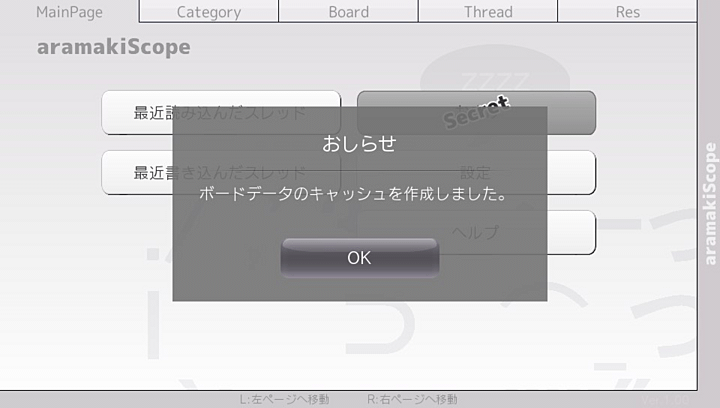 MainPage
Category
Board
Thread
Res
aramakiScope
zzzz
最近読み込んだスレッド
Secret
最近書き込んだスレッド
設定
ヘルプ
おしらせ
ボードデータのキャッシュを作成しました。
OK
aramakiScope
L:左ページへ移動
R:右ページへ移動